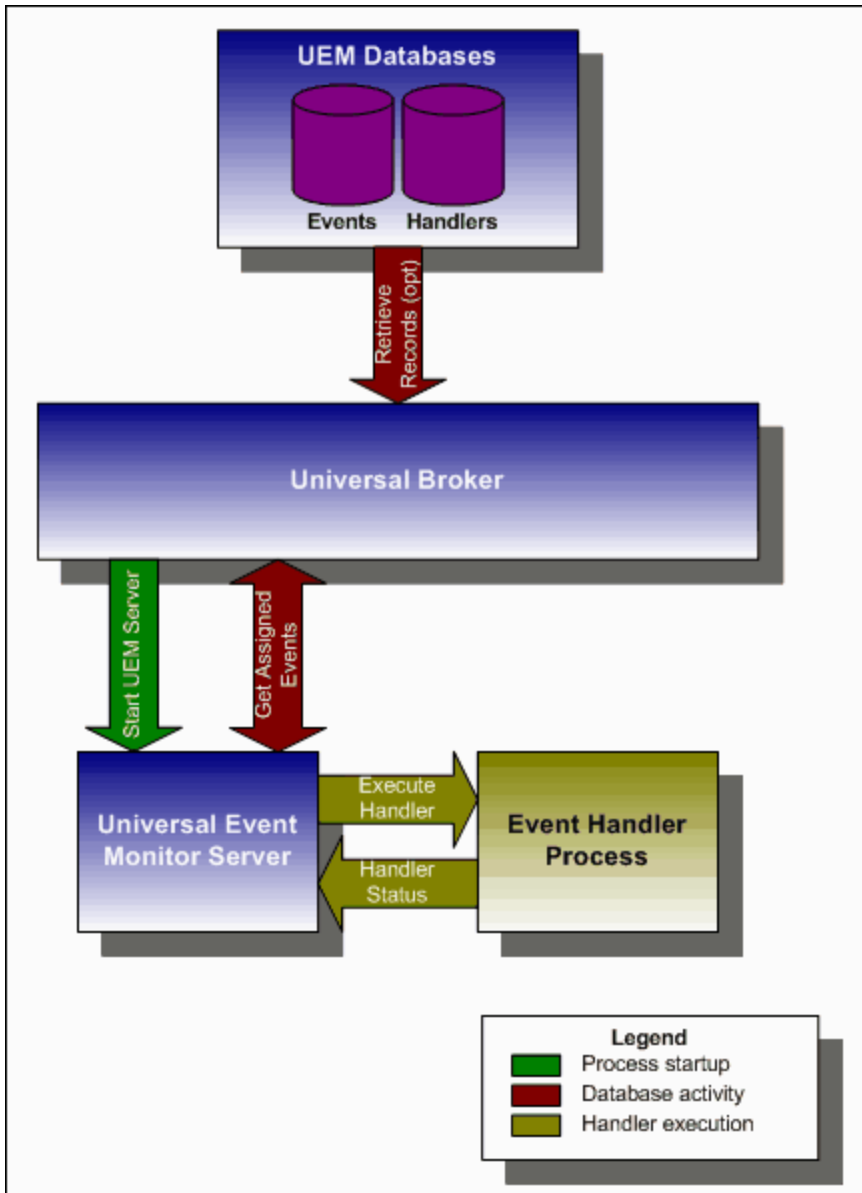 UEM Databases
Events
Handlers
Retrieve
Records (opt)
Universal Broker
Start UEM Server
Get Assigned
Events
Universal Event
Monitor Server
Execute
Handler
Handler
Status
Event Handler
Process
Legend
Process startup
Database activity
Handler execution